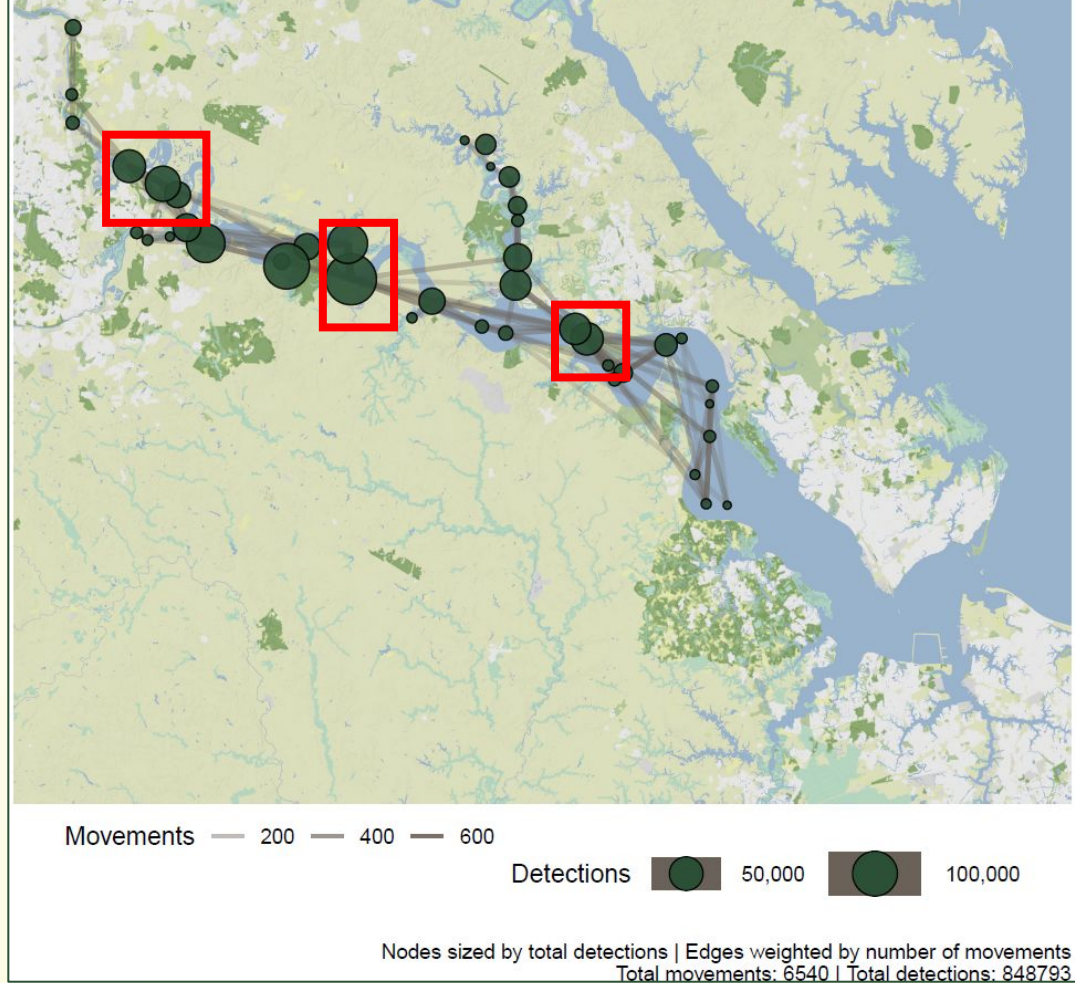 Movements 200 400 600
Detections 50,000 100,000
Nodes sized by total detections | Edges weighted by number of movements
Total movements: 6540 | Total detections: 848793